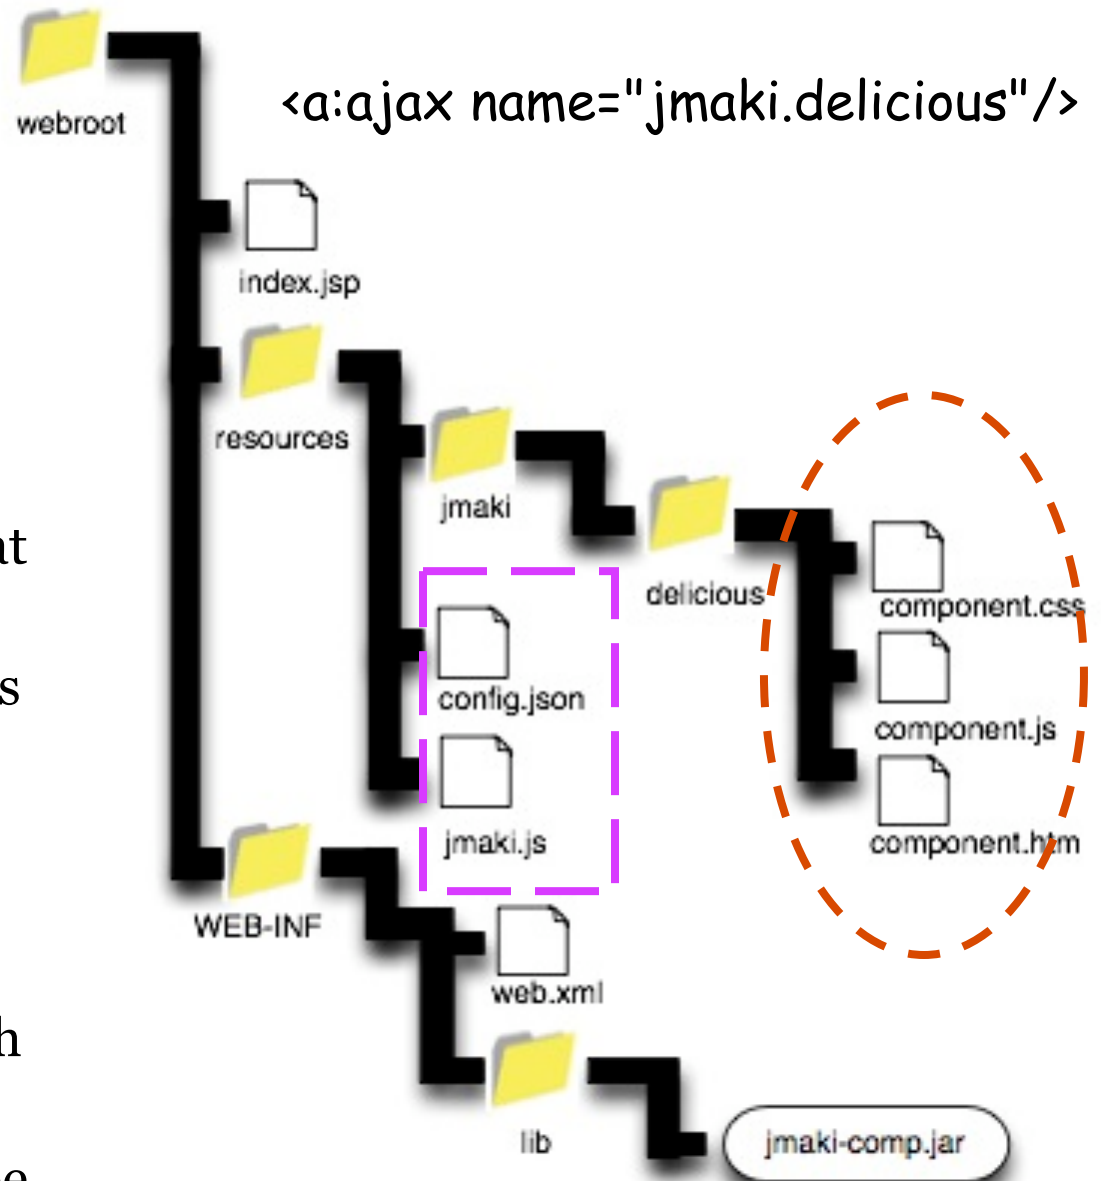 webroot
<a:ajax name="jmaki.delicious"/>
index.jsp
resources
jmaki
delicious
component.css
config.json
component.js
jmaki.js
component.htm
WEB-INF
web.xml
lib
jmaki-comp.jar